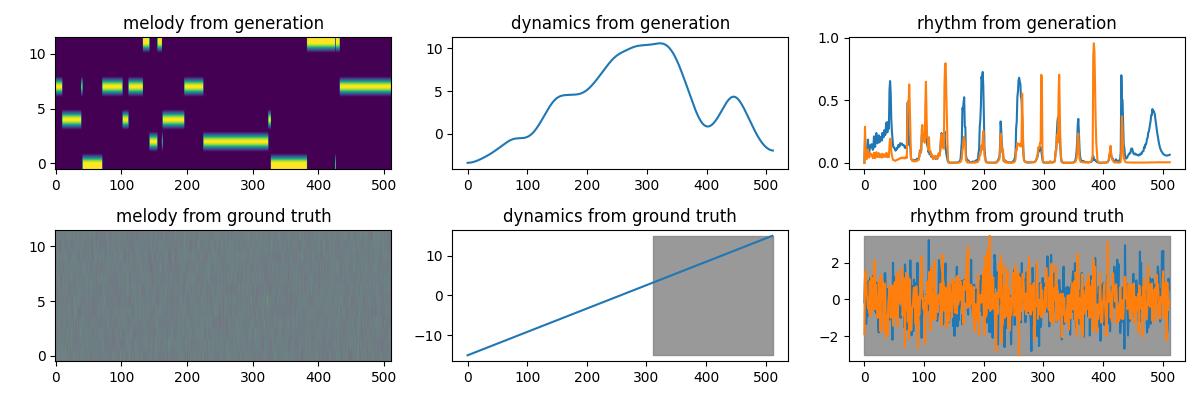 melody from generation
10
5
0
0 100 200 300 400 500
dynamics from generation
10
5
0
0 100 200 300 400 500
rhythm from generation
1.0
0.5
0.0
0 100 200 300 400 500
melody from ground truth
10
5
0
0 100 200 300 400 500
dynamics from ground truth
10
0
−10
0 100 200 300 400 500
rhythm from ground truth
2
0
−2
0 100 200 300 400 500